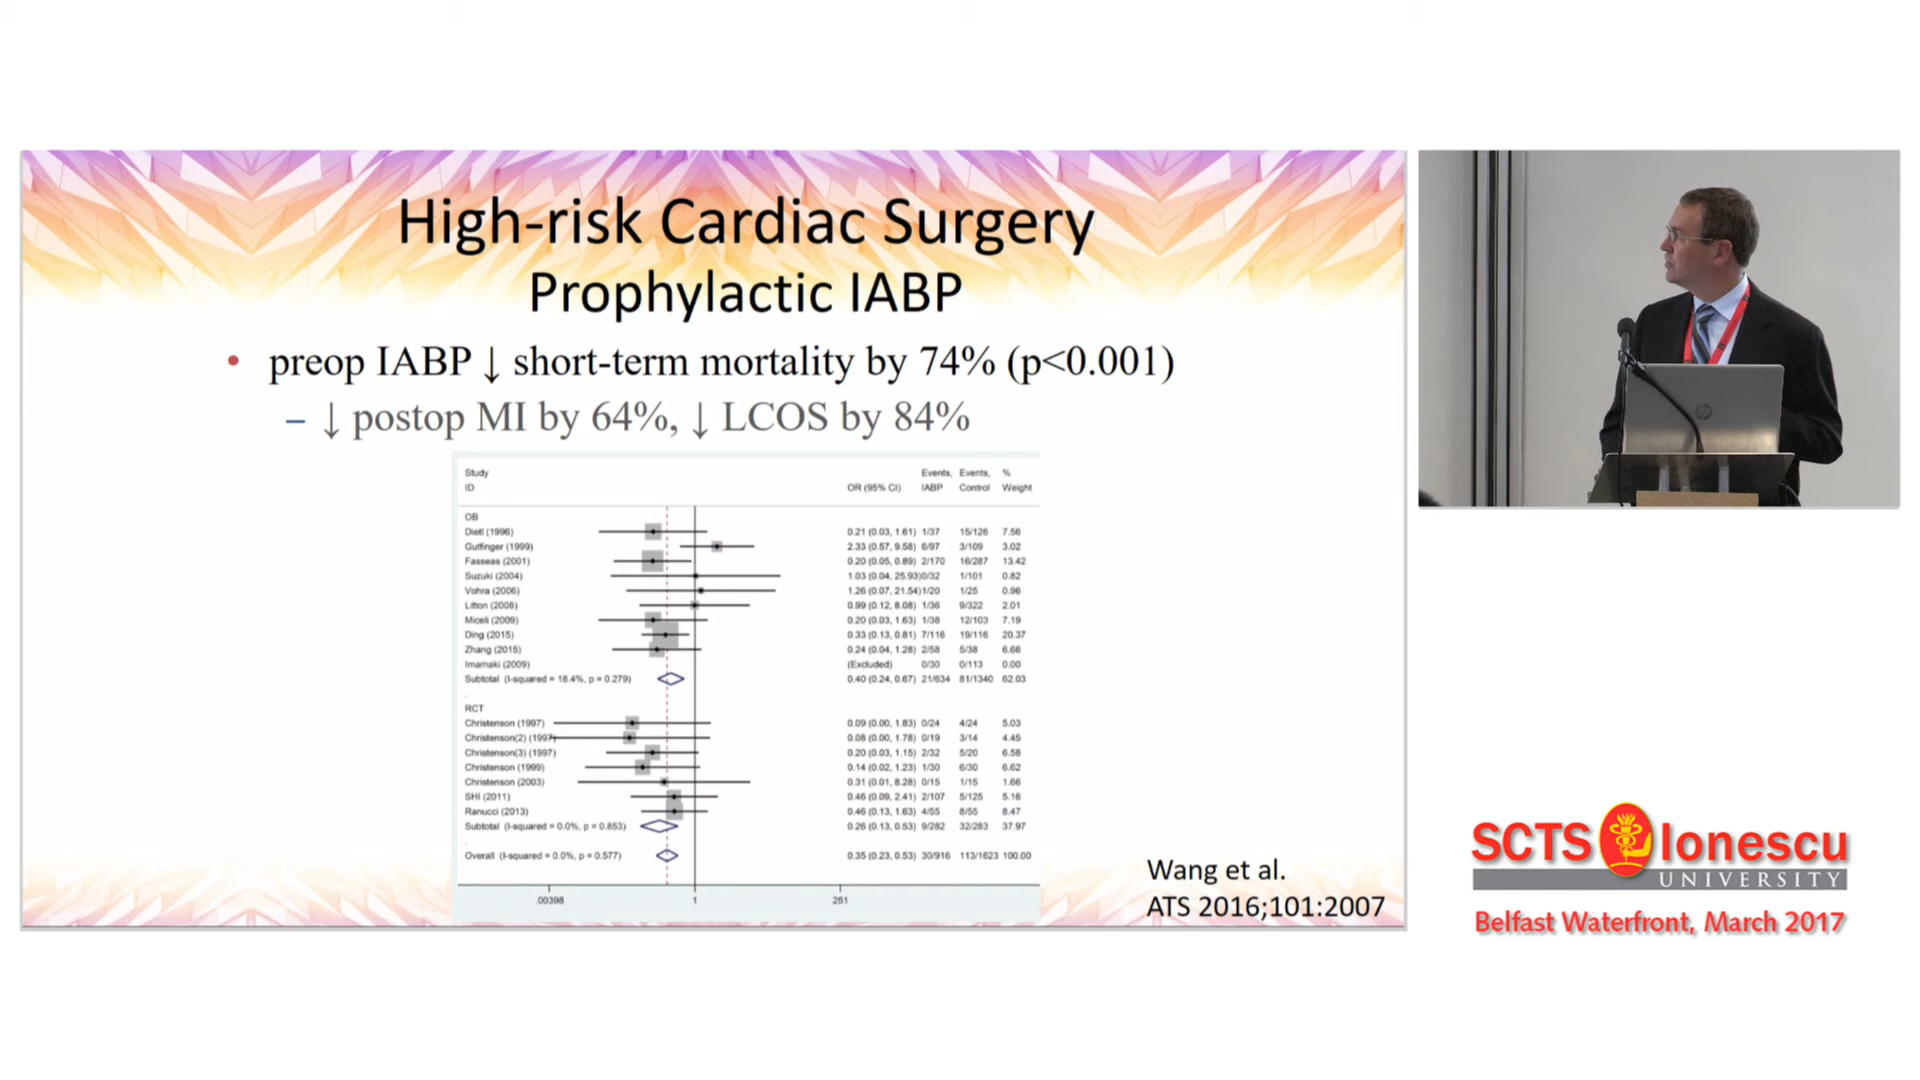 High-risk Cardiac Surgery
Prophylactic IABP
• preop IABP ↓ short-term mortality by 74% (p<0.001)
– ↓ postop MI by 64%, ↓ LCOS by 84%
Study Events, Events, %
ID OR (95% CI) IABP Control Weight
OB
Dietl (1996) 0.21 (0.03, 1.61) 1/37 15/126 7.56
Gutfinger (1999) 2.33 (0.57, 9.58) 6/97 3/109 3.02
Fasseas (2001) 0.20 (0.05, 0.89) 2/170 16/287 13.42
Suzuki (2004) 1.03 (0.04, 25.93) 0/32 1/101 0.82
Vohra (2006) 1.26 (0.07, 21.54) 1/20 1/25 0.96
Litton (2008) 0.99 (0.12, 8.08) 1/36 9/322 2.01
Miceli (2009) 0.20 (0.03, 1.63) 1/38 12/103 7.19
Ding (2015) 0.33 (0.13, 0.81) 7/116 19/116 20.37
Zhang (2015) 0.24 (0.04, 1.28) 2/58 5/38 6.66
Imamaki (2009) (Excluded) 0/30 0/113 0.00
Subtotal (I-squared = 18.4%, p = 0.279) 0.40 (0.24, 0.67) 21/634 81/1340 62.03
.
RCT
Christenson (1997) 0.09 (0.00, 1.83) 0/24 4/24 5.03
Christenson(2) (1997) 0.08 (0.00, 1.78) 0/19 3/14 4.45
Christenson(3) (1997) 0.20 (0.03, 1.15) 2/32 5/20 6.58
Christenson (1999) 0.14 (0.02, 1.23) 1/30 6/30 6.62
Christenson (2003) 0.31 (0.01, 8.28) 0/15 1/15 1.66
SHI (2011) 0.46 (0.09, 2.41) 2/107 5/125 5.16
Ranucci (2013) 0.46 (0.13, 1.63) 4/55 8/55 8.47
Subtotal (I-squared = 0.0%, p = 0.853) 0.26 (0.13, 0.53) 9/282 32/283 37.97
.
Overall (I-squared = 0.0%, p = 0.577) 0.35 (0.23, 0.53) 30/916 113/1623 100.00
.00398 1 251
Wang et al.
ATS 2016;101:2007
SCTS Ionescu
UNIVERSITY
Belfast Waterfront, March 2017